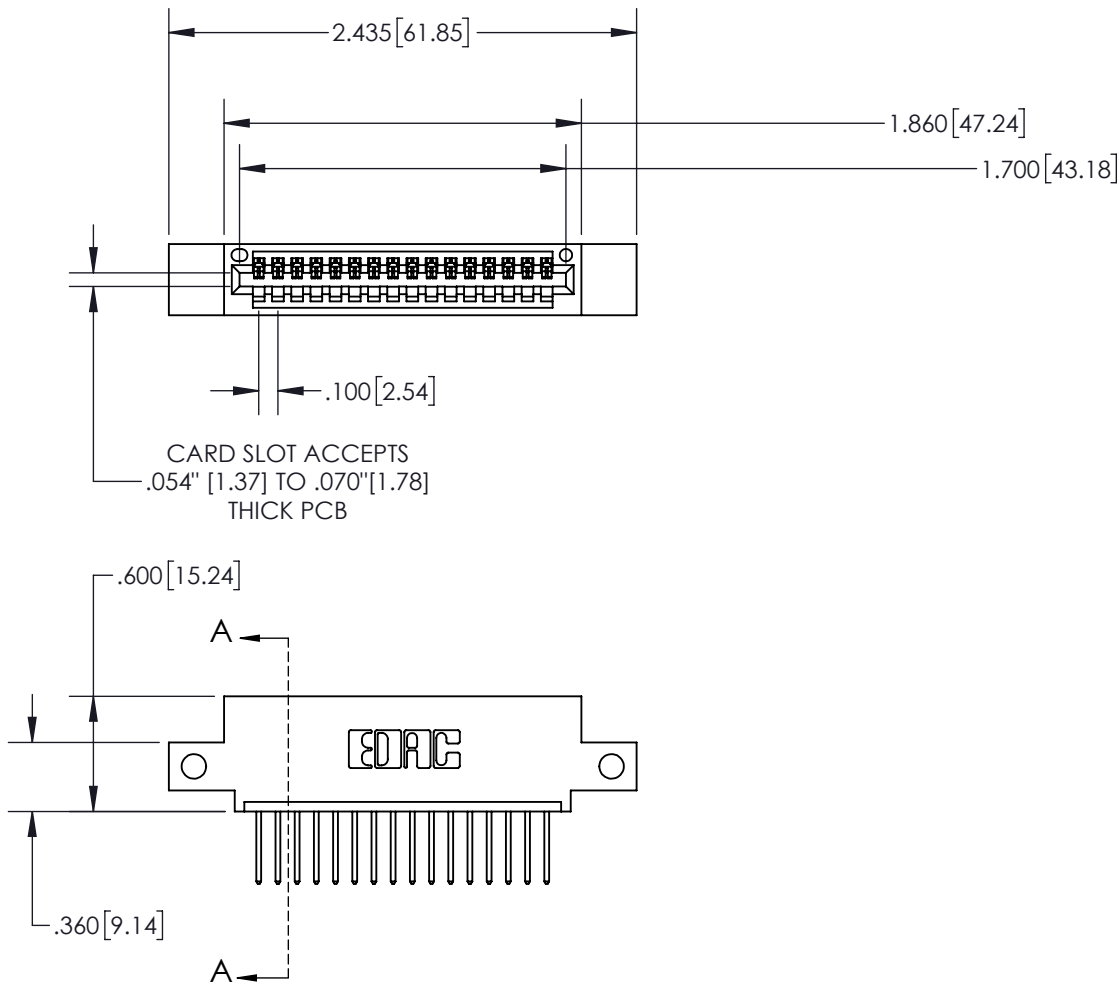 2.435[61.85]
1.860[47.24]
1.700[43.18]
.100[2.54]
CARD SLOT ACCEPTS
.054" [1.37] TO .070"[1.78]
THICK PCB
.600[15.24]
A
EDAC
.360[9.14]
A